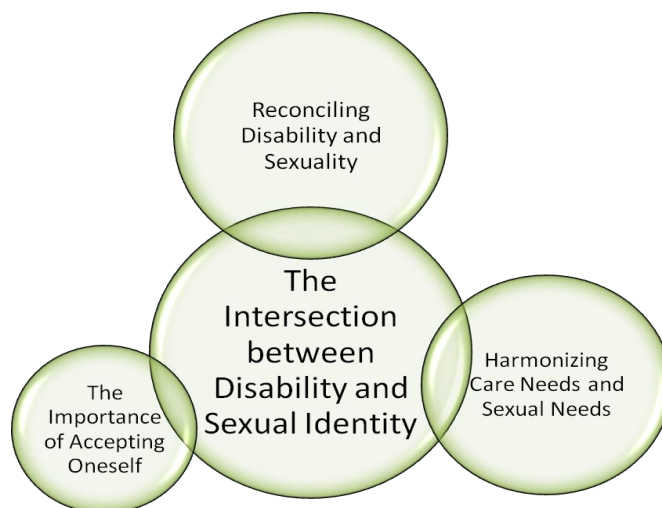 Reconciling
Disability and
Sexuality
The
Intersection
between
Disability and
Sexual Identity
Harmonizing
Care Needs and
Sexual Needs
The
Importance
of Accepting
Oneself